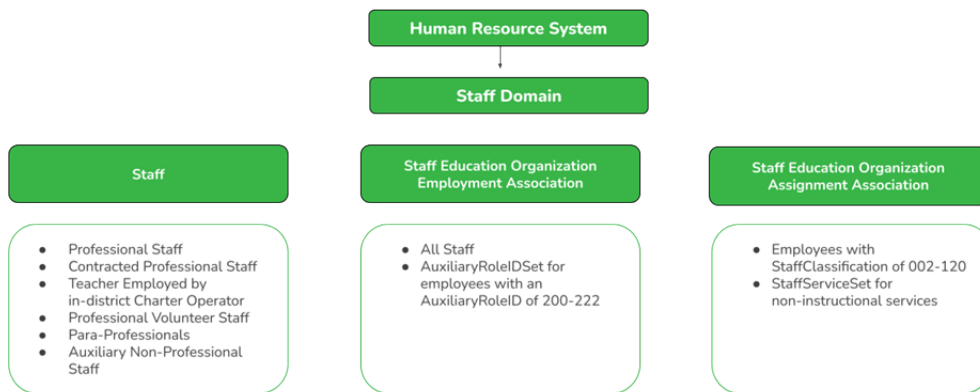 Human Resource System
Staff Domain
Staff
Staff Education Organization
Employment Association
Staff Education Organization
Assignment Association
● Professional Staff
● Contracted Professional Staff
● Teacher Employed by
in-district Charter Operator
● Professional Volunteer Staff
● Para-Professionals
● Auxiliary Non-Professional
Staff
● All Staff
● AuxiliaryRoleIDSet for
employees with an
AuxiliaryRoleID of 200-222
● Employees with
StaffClassification of 002-120
● StaffServiceSet for
non-instructional services